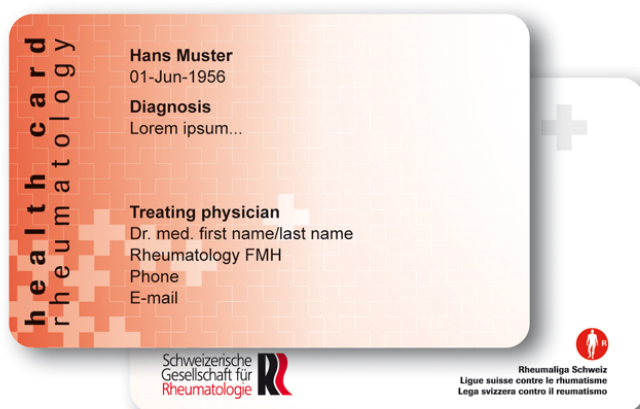 health card
rheumatology
Hans Muster
01-Jun-1956
Diagnosis
Lorem ipsum...
Treating physician
Dr. med. first name/last name
Rheumatology FMH
Phone
E-mail
Schweizerische
Gesellschaft für
Rheumatologie
R
Rheumaliga Schweiz
Ligue suisse contre le rhumatisme
Lega svizzera contro il reumatismo